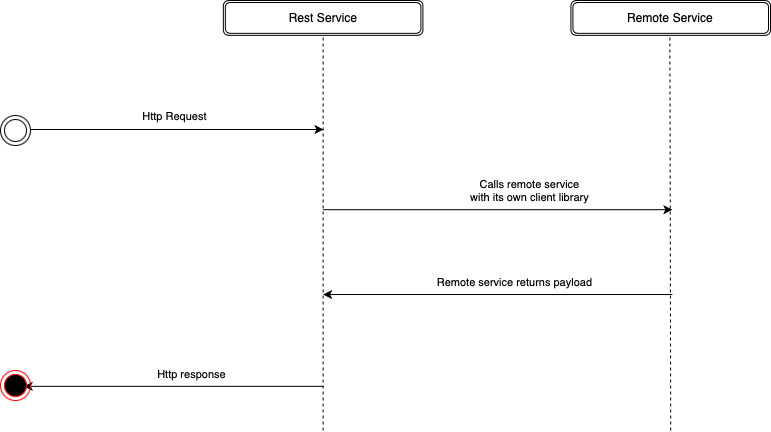 Rest Service
Remote Service
Http Request
Calls remote service
with its own client library
Remote service returns payload
Http response